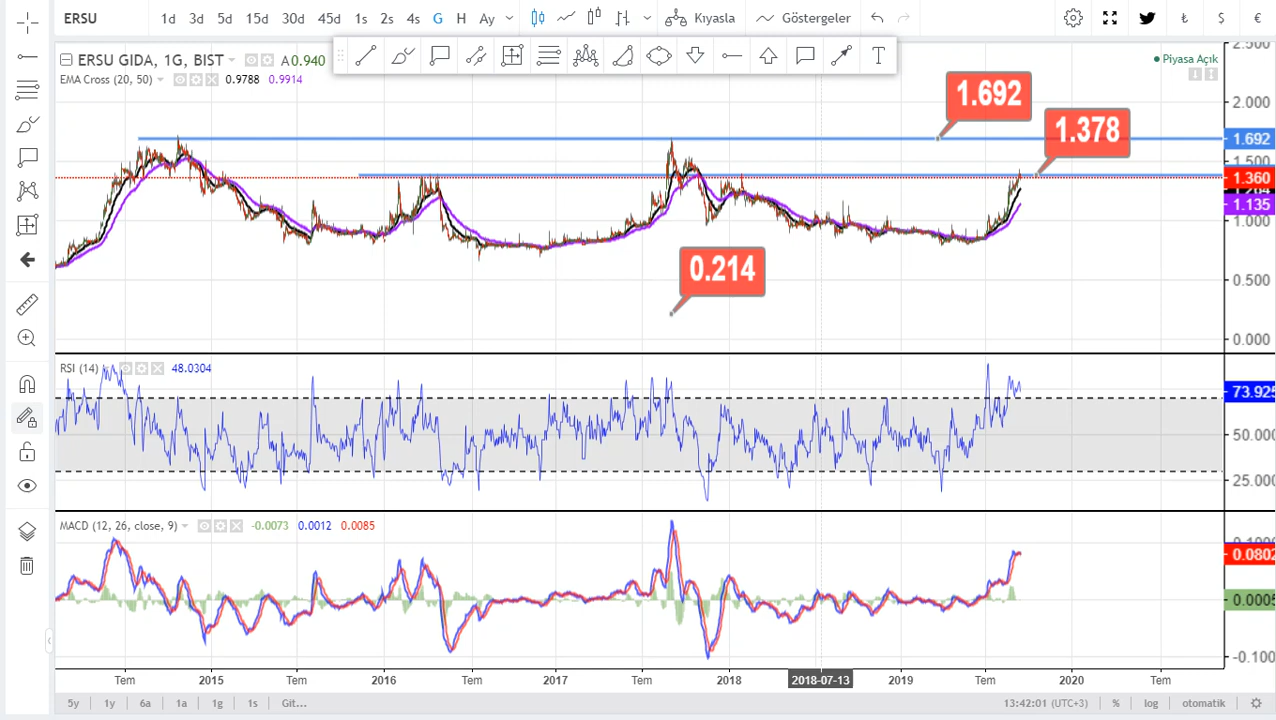 ERSU
1d 3d 5d 15d 30d 45d 1s 2s 4s G H Ay
Kıyasla
Göstergeler
₺ $ €
ERSU GIDA, 1G, BIST
A0.940
Piyasa Açık
EMA Cross (20, 50) 0.9788 0.9914
1.692
1.378
0.214
2.500
2.000
1.692
1.500
1.360
1.135
1.000
0.500
0.000
RSI (14) 48.0304
73.925
50.000
25.000
MACD (12, 26, close, 9) -0.0073 0.0012 0.0085
0.0802
0.0005
-0.100
Tem 2015 Tem 2016 Tem 2017 Tem 2018 2018-07-13 2019 Tem 2020 Tem
5y 1y 6a 1a 1g 1s Git...
13:42:01 (UTC+3) % log otomatik